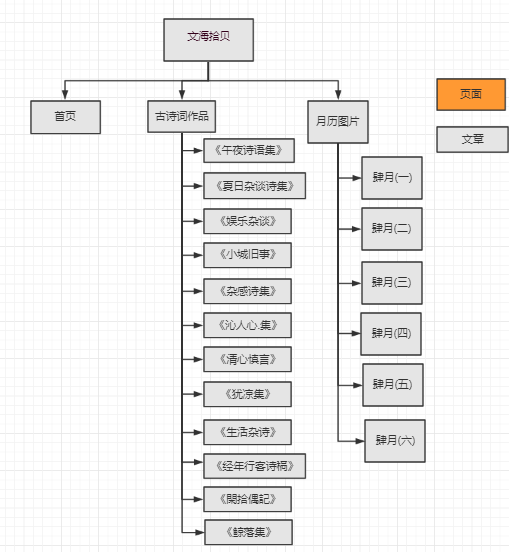 文海拾贝
首页
古诗词作品
月历图片
页面
文章
《午夜诗语集》
《夏日杂谈诗集》
《娱乐杂谈》
《小城旧事》
《杂感诗集》
《沁人心.集》
《清心慎言》
《犹凉集》
《生活杂诗》
《经年行客诗稿》
《閑拾偶記》
《鲸落集》
肆月(一)
肆月(二)
肆月(三)
肆月(四)
肆月(五)
肆月(六)